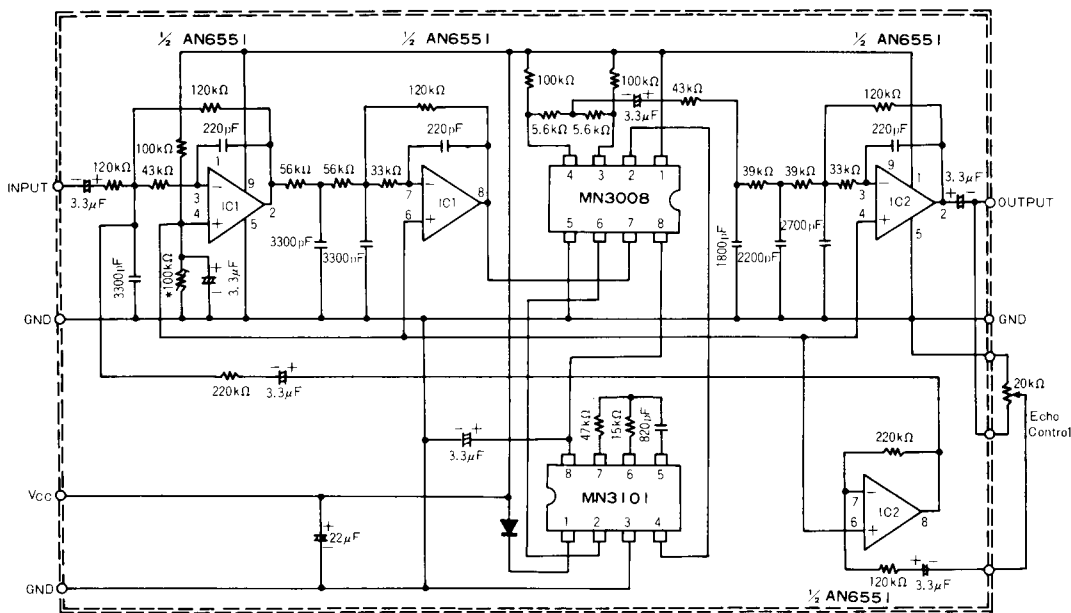 ½ AN6551
½ AN6551
½ AN6551
120kΩ
220pF
100kΩ
1
120kΩ
43kΩ
INPUT
3.3μF
3
4
9
IC1
2
5
3300pF
*100kΩ
3.3μF
56kΩ
56kΩ
33kΩ
120kΩ
220pF
7
6
IC1
8
3300pF
3300pF
100kΩ
100kΩ
5.6kΩ
5.6kΩ
3.3μF
43kΩ
4
3
2
1
MN3008
5
6
7
8
1800pF
39kΩ
39kΩ
33kΩ
2200pF
2700pF
120kΩ
220pF
9
3
4
IC2
1
2
5
3.3μF
OUTPUT
GND
GND
220kΩ
3.3μF
20kΩ
Echo
Control
3.3μF
47kΩ
15kΩ
820pF
8
7
6
5
MN3101
1
2
3
4
220kΩ
7
6
IC2
8
120kΩ
3.3μF
Vcc
22μF
GND
½ AN6551